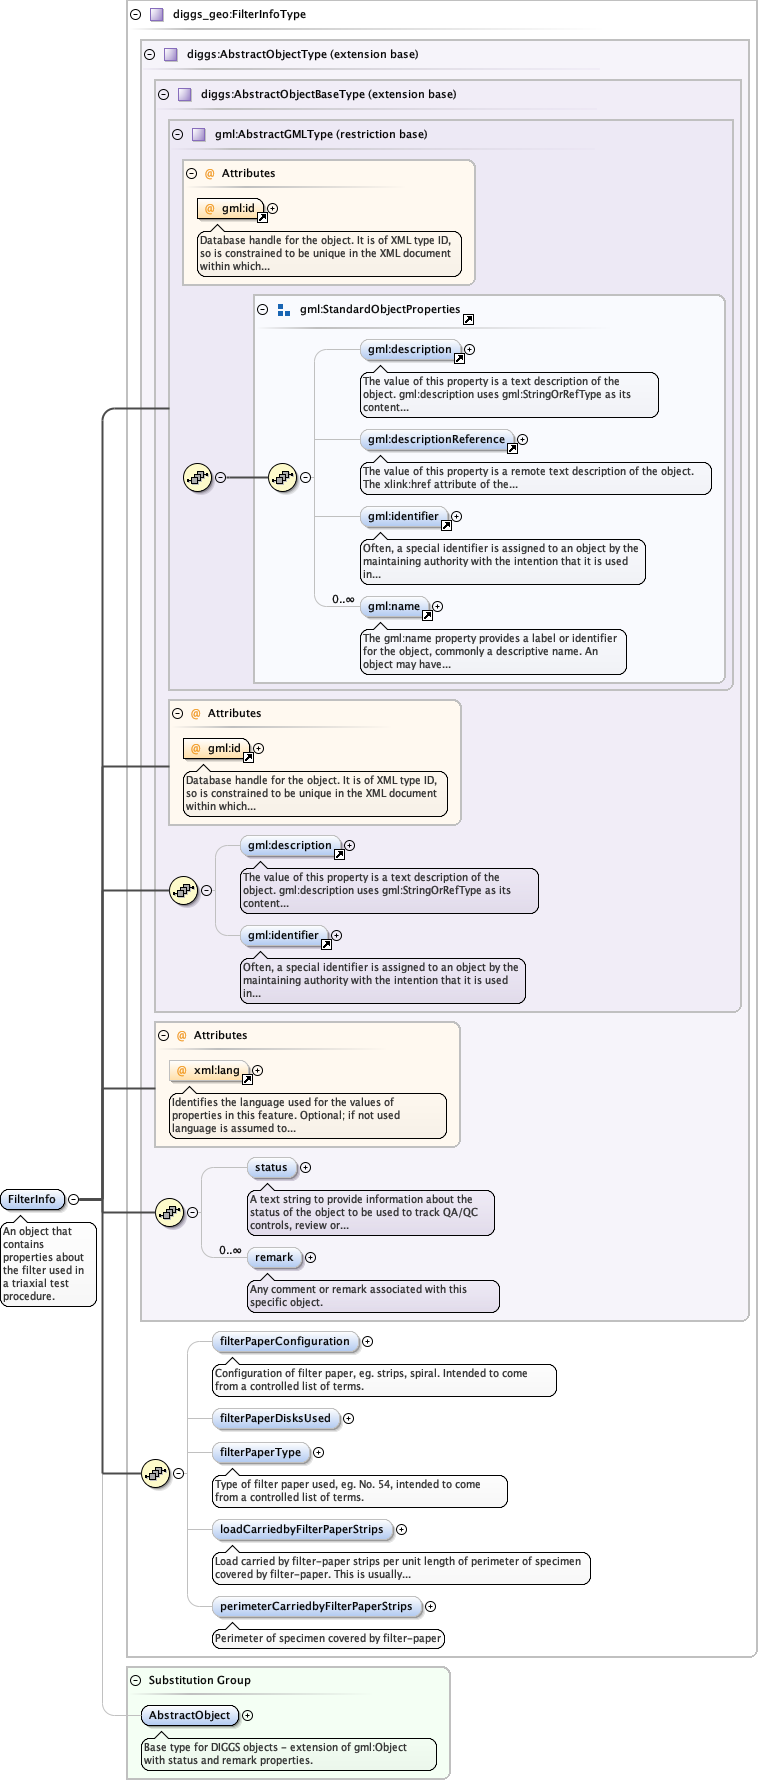 diggs_geo:FilterInfoType
diggs:AbstractObjectType (extension base)
diggs:AbstractObjectBaseType (extension base)
gml:AbstractGMLType (restriction base)
@ Attributes
@ gml:id
Database handle for the object. It is of XML type ID,
so is constrained to be unique in the XML document
within which...
gml:StandardObjectProperties
gml:description
The value of this property is a text description of the
object. gml:description uses gml:StringOrRefType as its
content...
gml:descriptionReference
The value of this property is a remote text description of the object.
The xlink:href attribute of the...
gml:identifier
Often, a special identifier is assigned to an object by the
maintaining authority with the intention that it is used
in...
0..∞
gml:name
The gml:name property provides a label or identifier
for the object, commonly a descriptive name. An
object may have...
@ Attributes
@ gml:id
Database handle for the object. It is of XML type ID,
so is constrained to be unique in the XML document
within which...
gml:description
The value of this property is a text description of the
object. gml:description uses gml:StringOrRefType as its
content...
gml:identifier
Often, a special identifier is assigned to an object by the
maintaining authority with the intention that it is used
in...
@ Attributes
@ xml:lang
Identifies the language used for the values of
properties in this feature. Optional; if not used
language is assumed to...
FilterInfo
An object that
contains
properties about
the filter used in
a triaxial test
procedure.
status
A text string to provide information about the
status of the object to be used to track QA/QC
controls, review or...
0..∞
remark
Any comment or remark associated with this
specific object.
filterPaperConfiguration
Configuration of filter paper, eg. strips, spiral. Intended to come
from a controlled list of terms.
filterPaperDisksUsed
filterPaperType
Type of filter paper used, eg. No. 54, intended to come
from a controlled list of terms.
loadCarriedbyFilterPaperStrips
Load carried by filter-paper strips per unit length of perimeter of specimen
covered by filter-paper. This is usually...
perimeterCarriedbyFilterPaperStrips
Perimeter of specimen covered by filter-paper
Substitution Group
AbstractObject
Base type for DIGGS objects - extension of gml:Object
with status and remark properties.